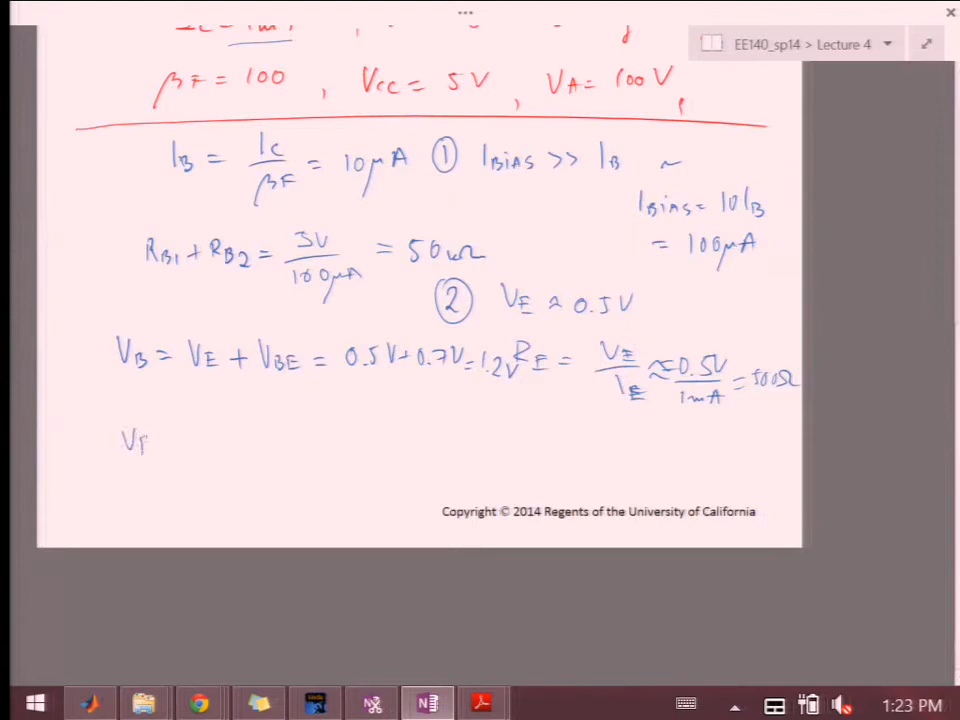 EE140_sp14 > Lecture 4
βF = 100 , VCC = 5V , VA = 100V ,
IB = IC / βF = 10μA ① IBIAS >> IB ~
IBIAS = 10IB
= 100μA
RB1 + RB2 = 5V / 100μA = 50kΩ
② VE ≈ 0.5V
VB = VE + VBE = 0.5V + 0.7V = 1.2V RE = VE / IE ≈ 0.5V / 1mA = 500Ω
Copyright © 2014 Regents of the University of California
1:23 PM